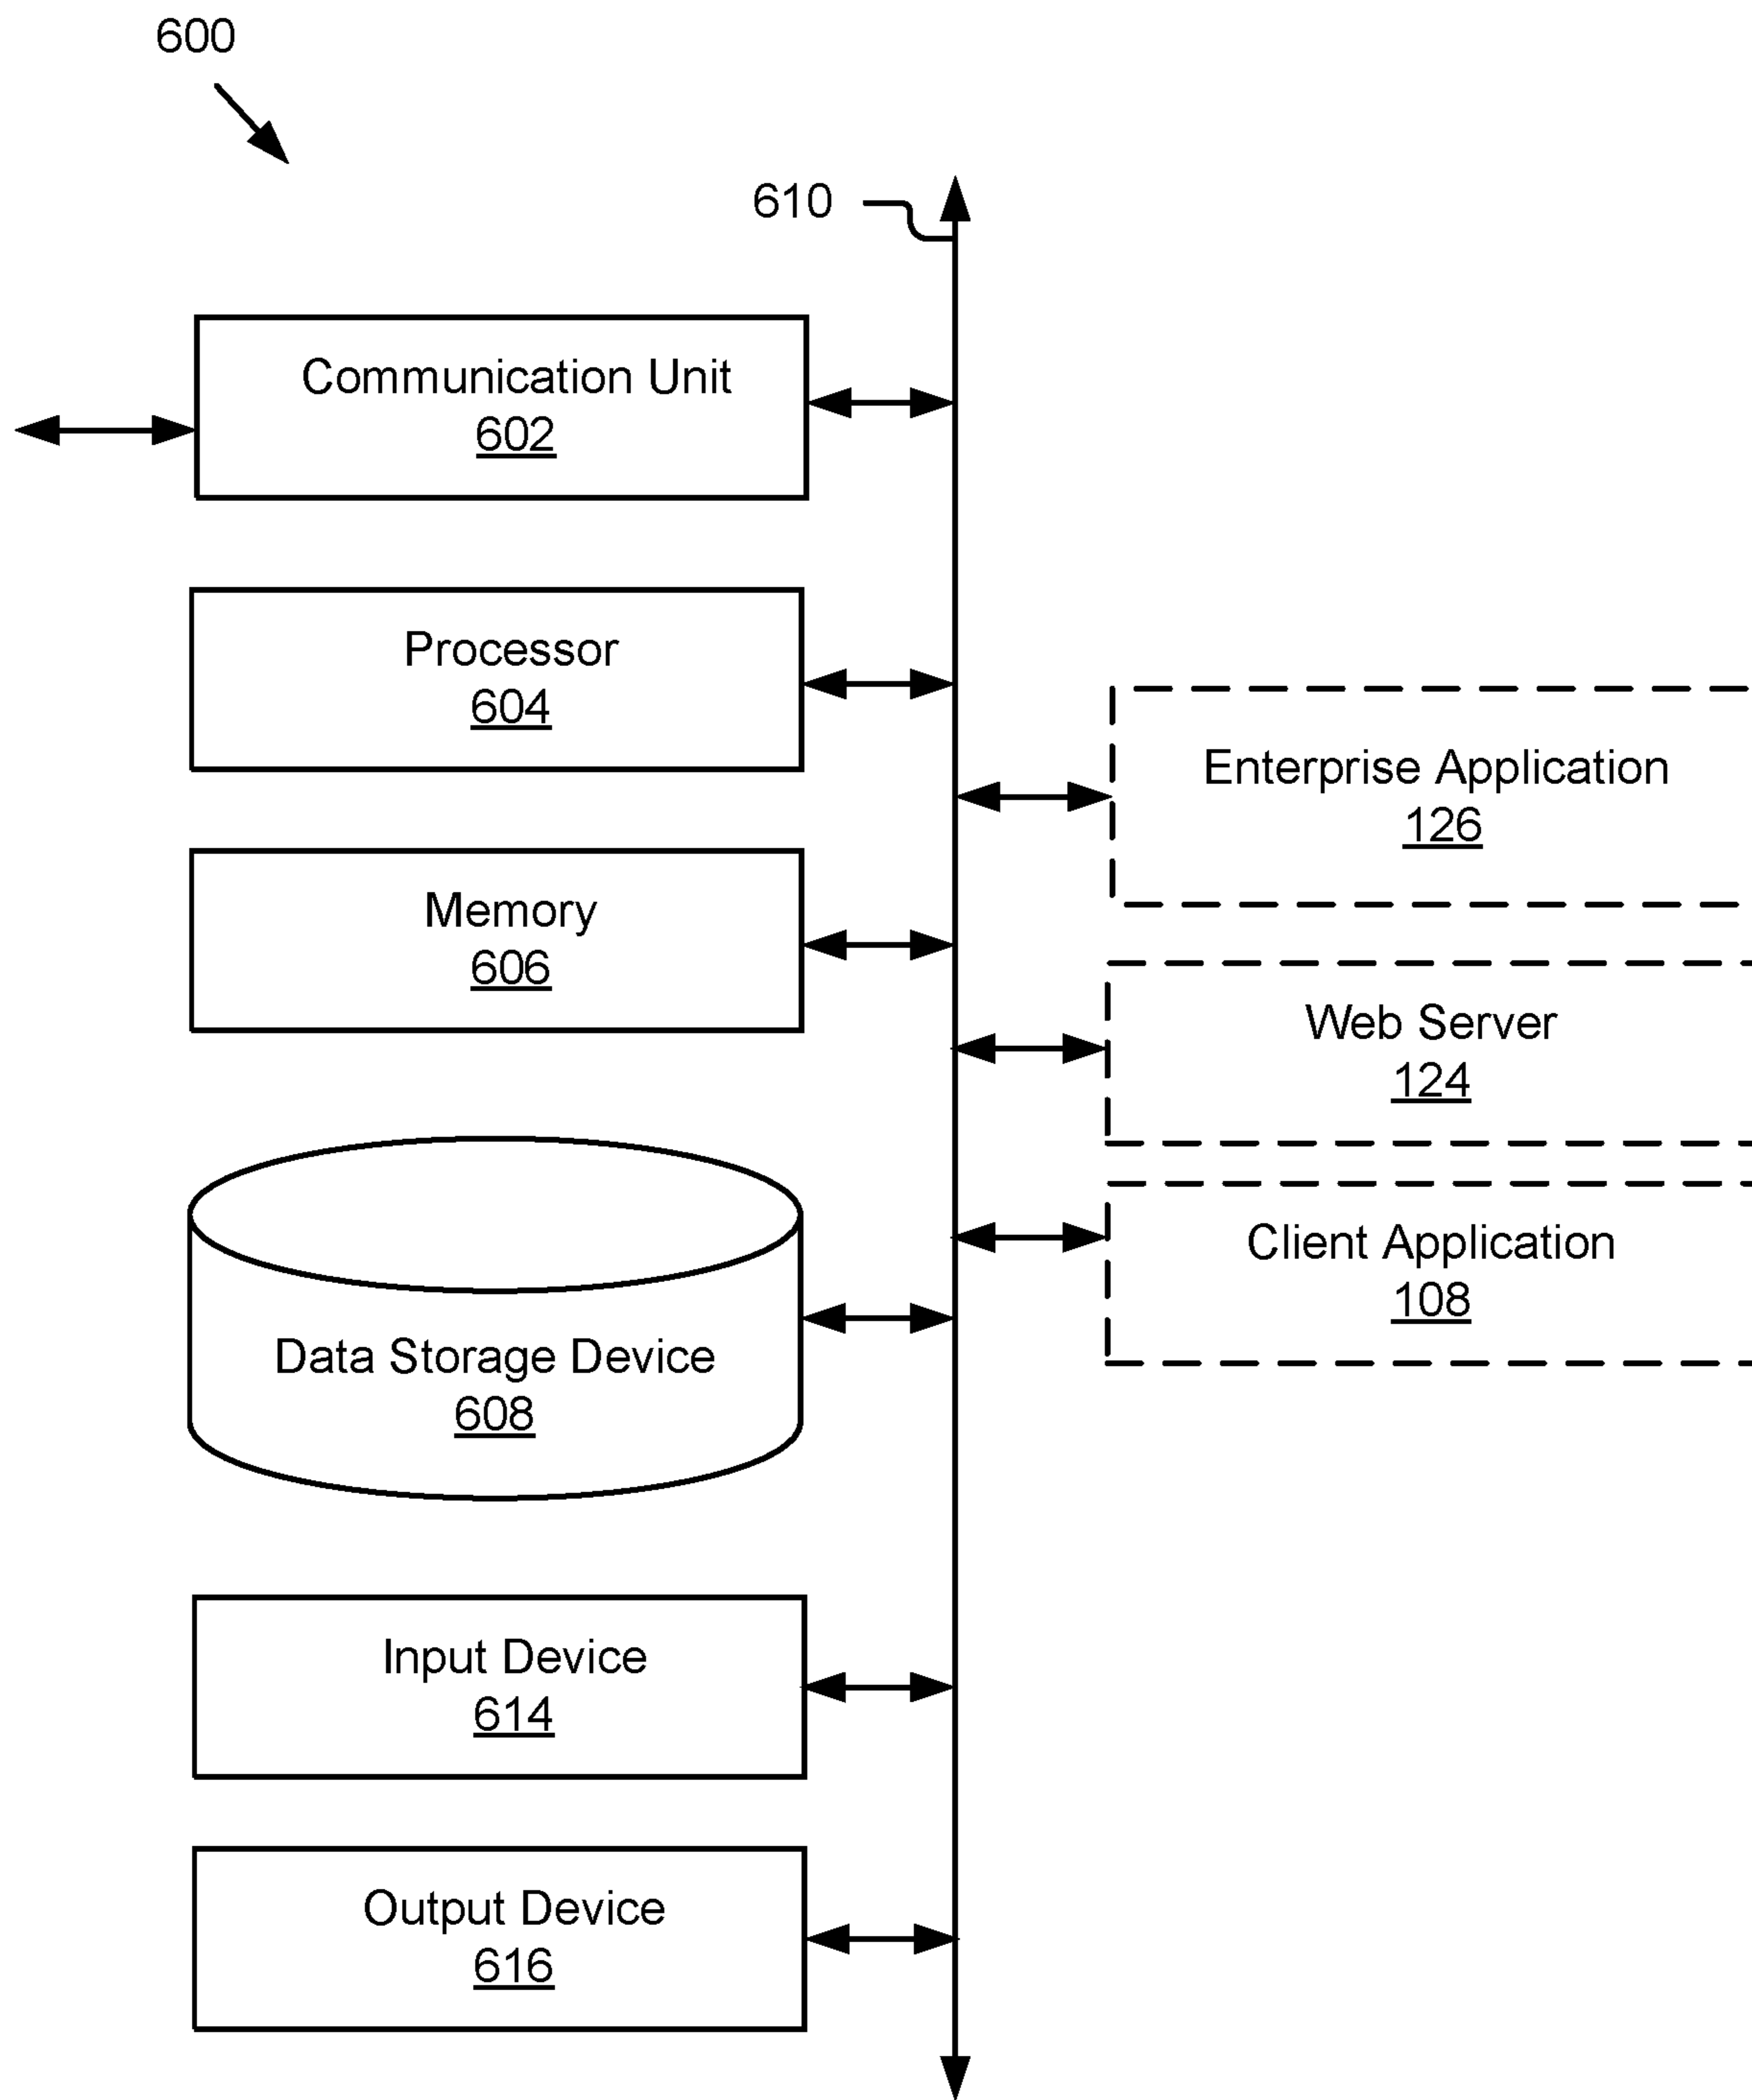 600
610
Communication Unit
602
Processor
604
Enterprise Application
126
Memory
606
Web Server
124
Client Application
108
Data Storage Device
608
Input Device
614
Output Device
616